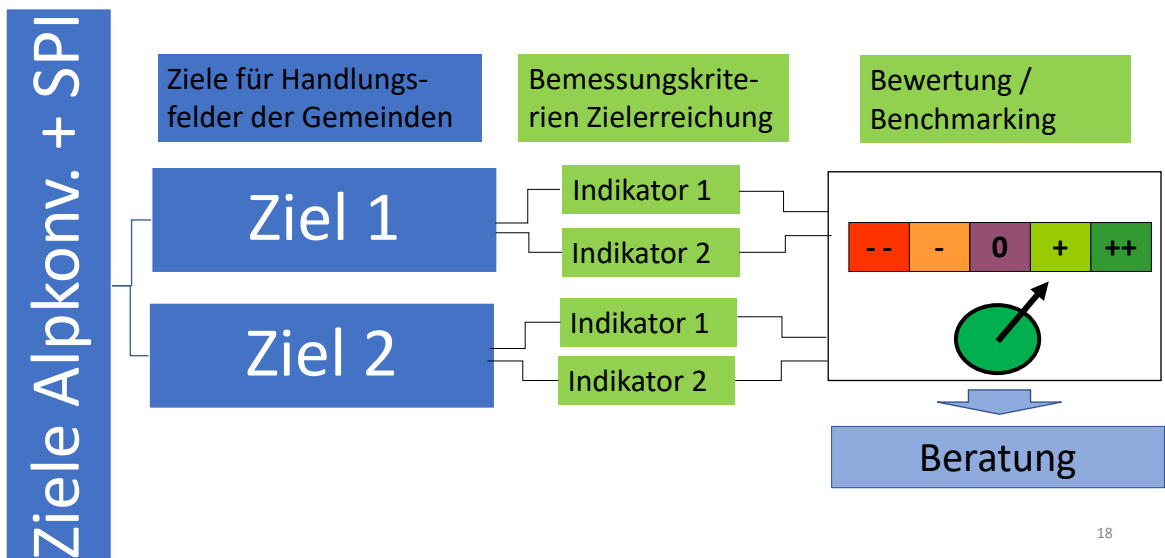 Ziele Alpkonv. + SPI
Ziele für Handlungs-
felder der Gemeinden
Bemessungskrite-
rien Zielerreichung
Bewertung /
Benchmarking
Ziel 1
Indikator 1
Indikator 2
Ziel 2
Indikator 1
Indikator 2
-- - 0 + ++
Beratung
18